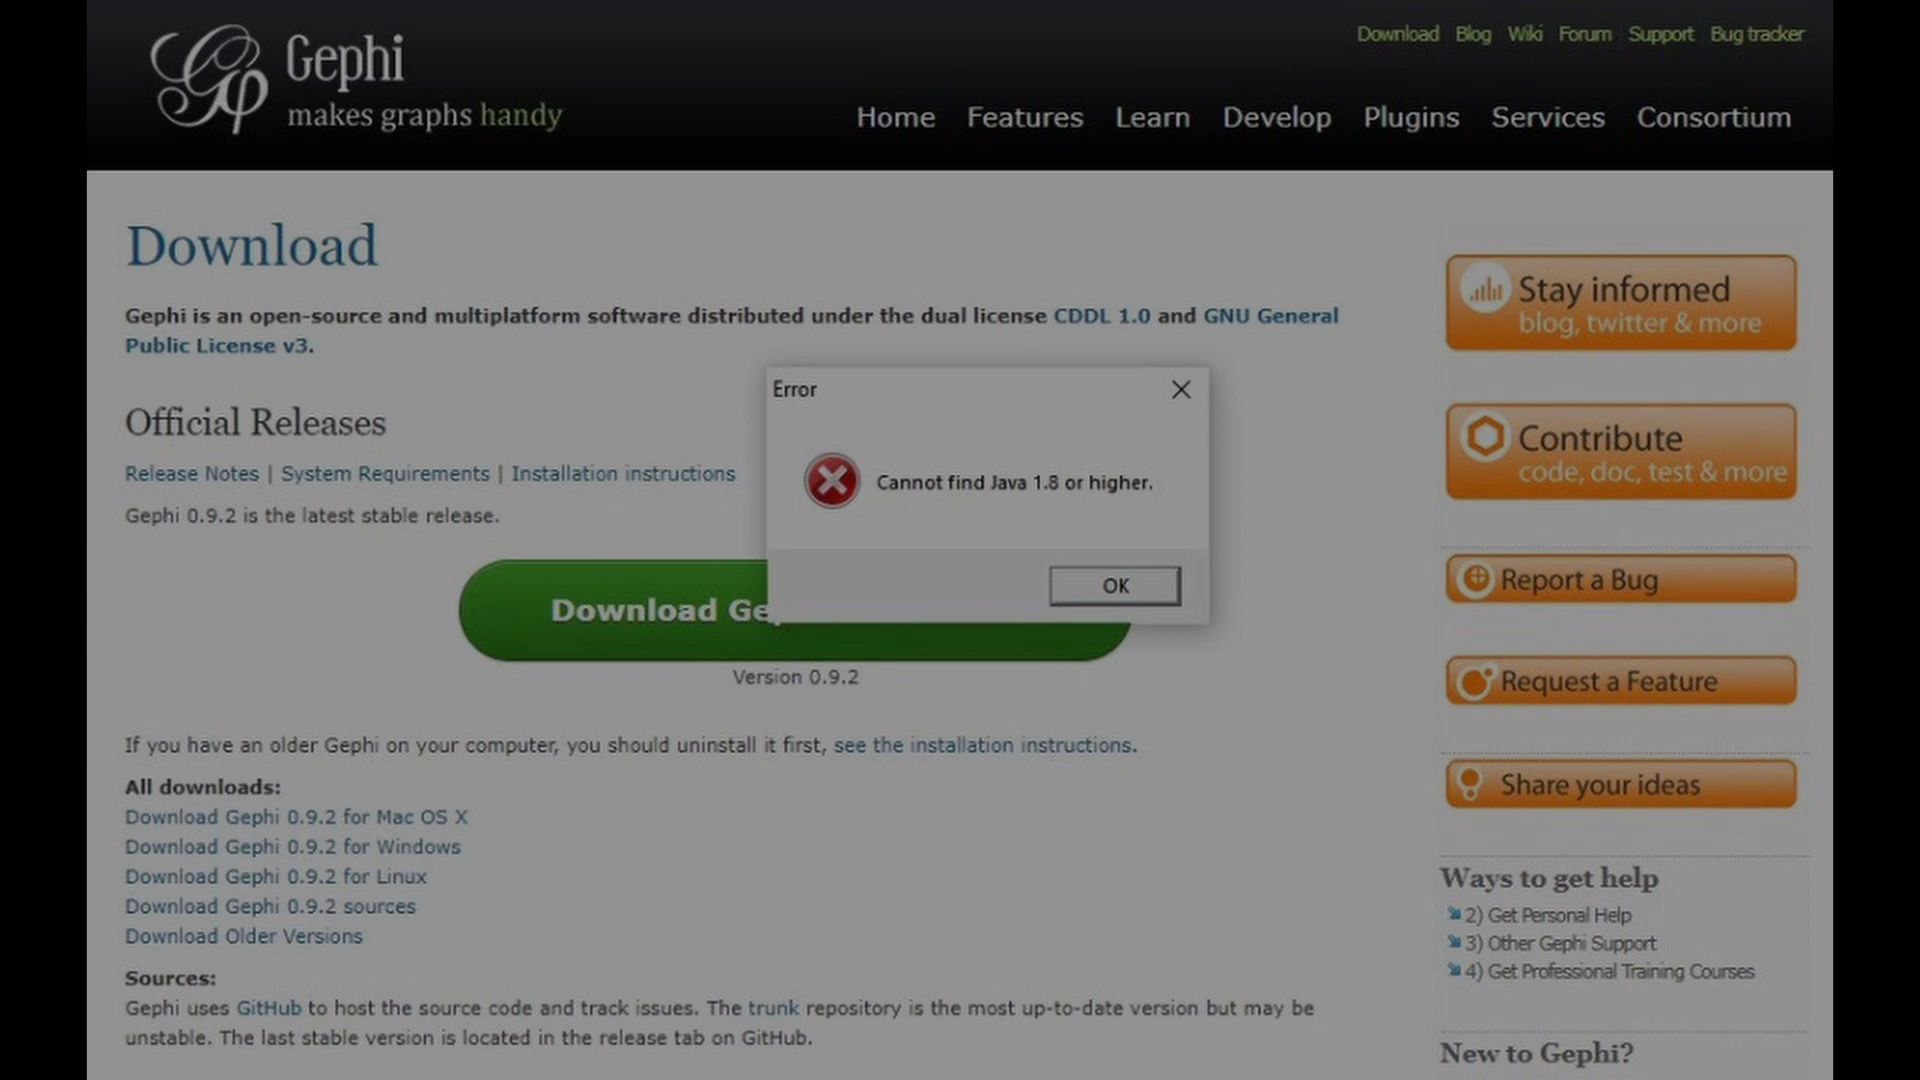 Gephi
makes graphs handy
Download Blog Wiki Forum Support Bug tracker
Home Features Learn Develop Plugins Services Consortium
Download
Gephi is an open-source and multiplatform software distributed under the dual license CDDL 1.0 and GNU General
Public License v3.
Official Releases
Release Notes | System Requirements | Installation instructions
Gephi 0.9.2 is the latest stable release.
Error
Cannot find Java 1.8 or higher.
OK
Download
Version 0.9.2
If you have an older Gephi on your computer, you should uninstall it first, see the installation instructions.
All downloads:
Download Gephi 0.9.2 for Mac OS X
Download Gephi 0.9.2 for Windows
Download Gephi 0.9.2 for Linux
Download Gephi 0.9.2 sources
Download Older Versions
Sources:
Gephi uses GitHub to host the source code and track issues. The trunk repository is the most up-to-date version but may be
unstable. The last stable version is located in the release tab on GitHub.
Stay informed
blog, twitter & more
Contribute
code, doc, test & more
Report a Bug
Request a Feature
Share your ideas
Ways to get help
2) Get Personal Help
3) Other Gephi Support
4) Get Professional Training Courses
New to Gephi?